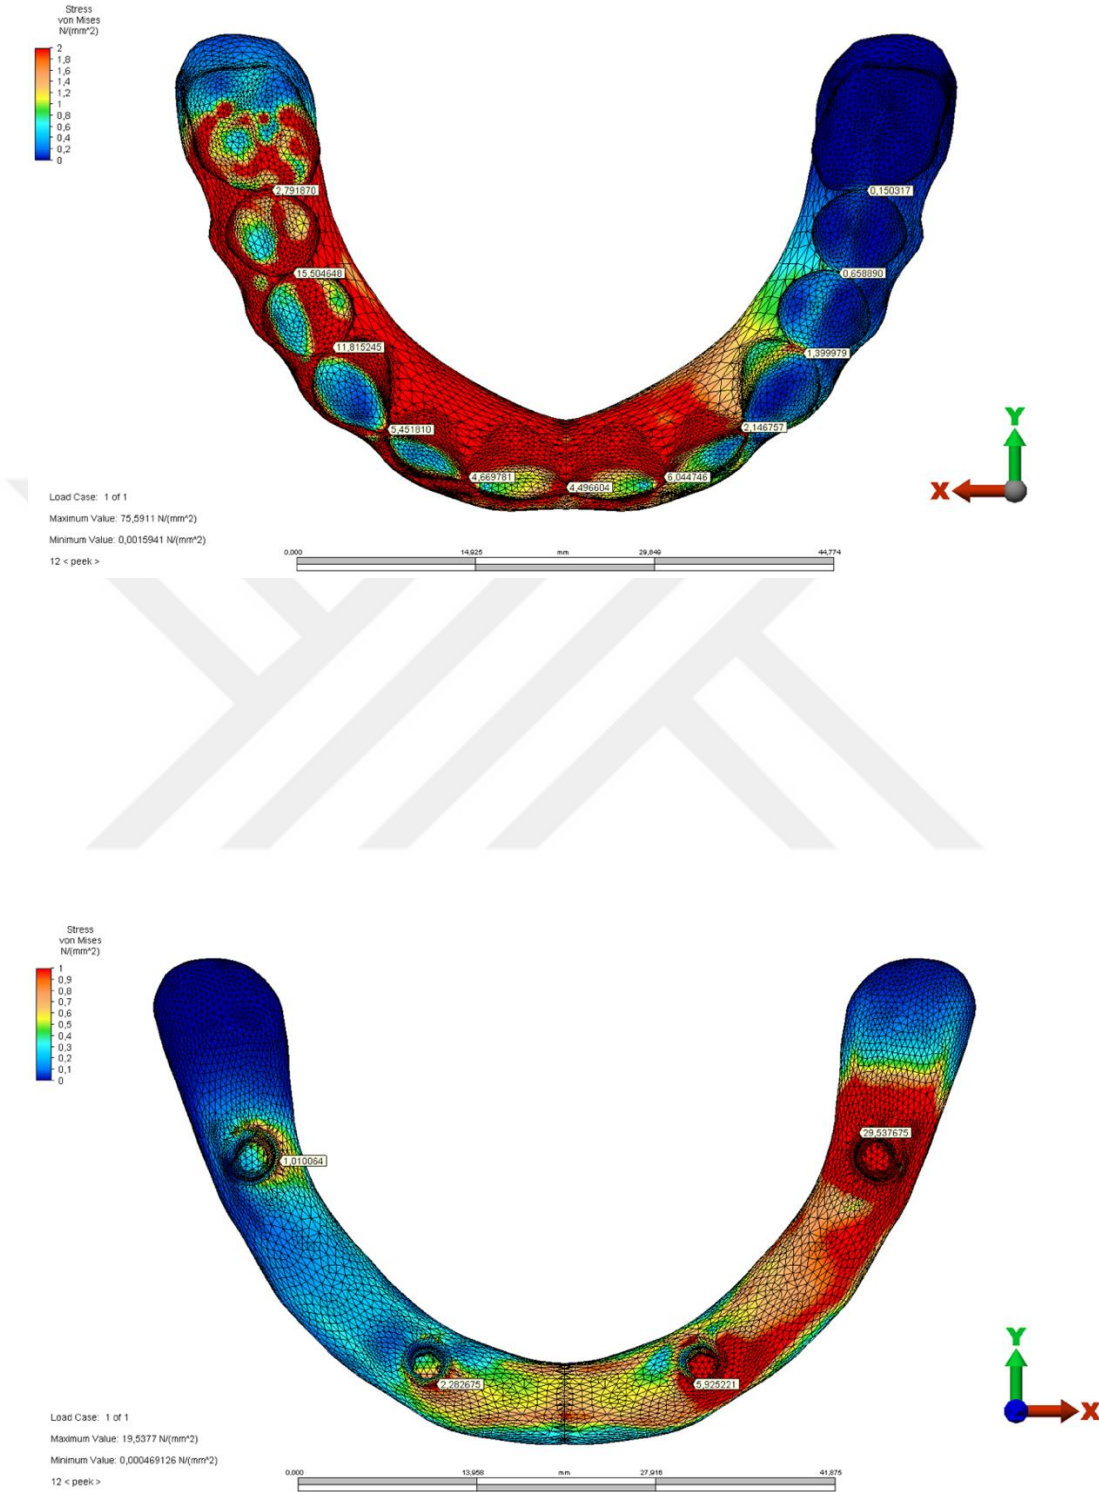 Stress
von Mises
N/(mm^2)
2
1,8
1,6
1,4
1,2
1
0,8
0,6
0,4
0,2
0
2,791870
0,150317
15,504648
0,658890
11,815245
1,399979
5,451810
2,146757
4,669781
4,496604
6,044746
Y
X
Load Case: 1 of 1
Maximum Value: 75,5911 N/(mm^2)
Minimum Value: 0,0015941 N/(mm^2)
12 < peek >
0,000 14,925 mm 29,849 44,774
Stress
von Mises
N/(mm^2)
1
0,9
0,8
0,7
0,6
0,5
0,4
0,3
0,2
0,1
0
29,537675
1,010064
2,282675
5,925221
Y
X
Load Case: 1 of 1
Maximum Value: 19,5377 N/(mm^2)
Minimum Value: 0,000469126 N/(mm^2)
12 < peek >
0,000 13,958 mm 27,916 41,875